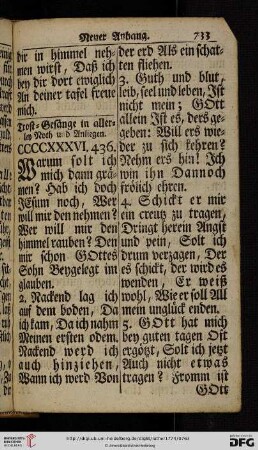 Neuer Anhang. 733
dir in himmel neh-
men wirst, Daß ich
dir dort ewiglich
An deiner tafel freue
mich.
Trost-Gesänge in aller-
ley Noth und Anliegen.
CCCCXXXVI. 436.
Warum solt ich
mich dann grä-
men? Hab ich doch
JEsum noch, Wer
will mir den nehmen?
Wer will mir den
himmel rauben? Den
mir schon GOttes
Sohn Beygelegt im
glauben.
2. Nackend lag ich
auf dem boden, Da
ich kam, Da ich nahm
Meinen ersten odem.
Nackend werd ich
auch hinziehen,
Wann ich werd Von
der erd Als ein schat-
ten fliehen.
3. Guth und blut,
leib, seel und leben, Ist
nicht mein; GOtt
allein Ist es, ders ge-
geben: Will ers wie-
der zu sich kehren?
Nehm ers hin! Ich
will ihn Dannoch
frölich ehren.
4. Schickt er mir
ein creutz zu tragen,
Dringt herein Angst
und pein, Solt ich
drum verzagen, Der
es schickt, der wird es
wenden, Er weiß
wohl, Wie er soll All
mein unglück enden.
5. GOtt hat mich
bey guten tagen Oft
ergötzt, Solt ich jetzt
Auch nicht etwas
tragen? Fromm ist
GOtt
UNIVERSITÄTS-
BIBLIOTHEK
HEIDELBERG
Gefördert durch die
DFG